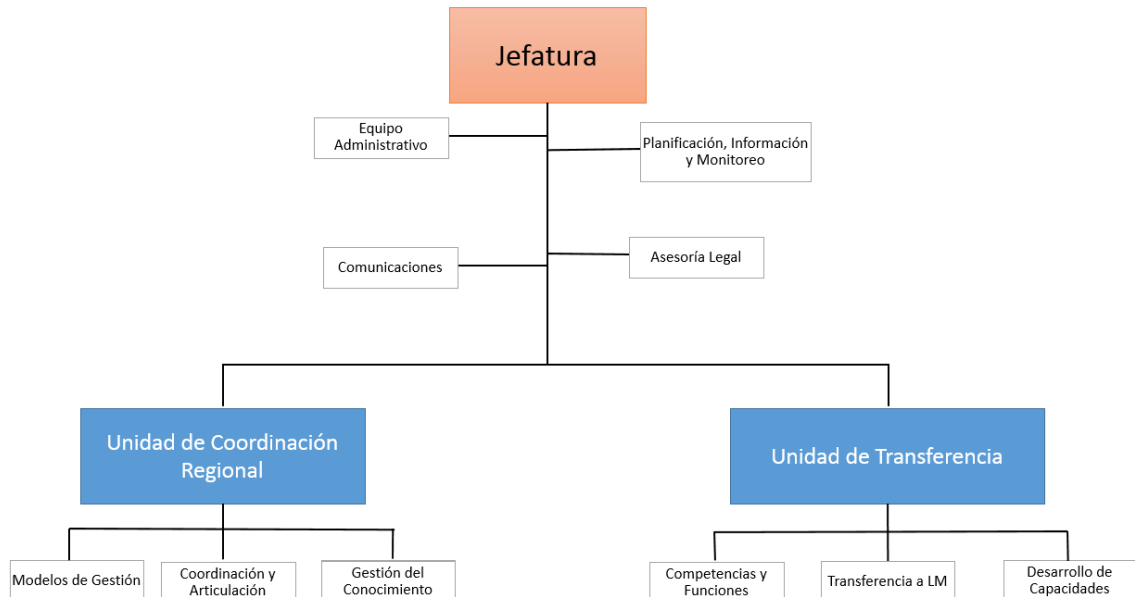 Jefatura
Equipo
Administrativo
Planificación, Información
y Monitoreo
Comunicaciones
Asesoría Legal
Unidad de Coordinación
Regional
Unidad de Transferencia
Modelos de Gestión
Coordinación y
Articulación
Gestión del
Conocimiento
Competencias y
Funciones
Transferencia a LM
Desarrollo de
Capacidades